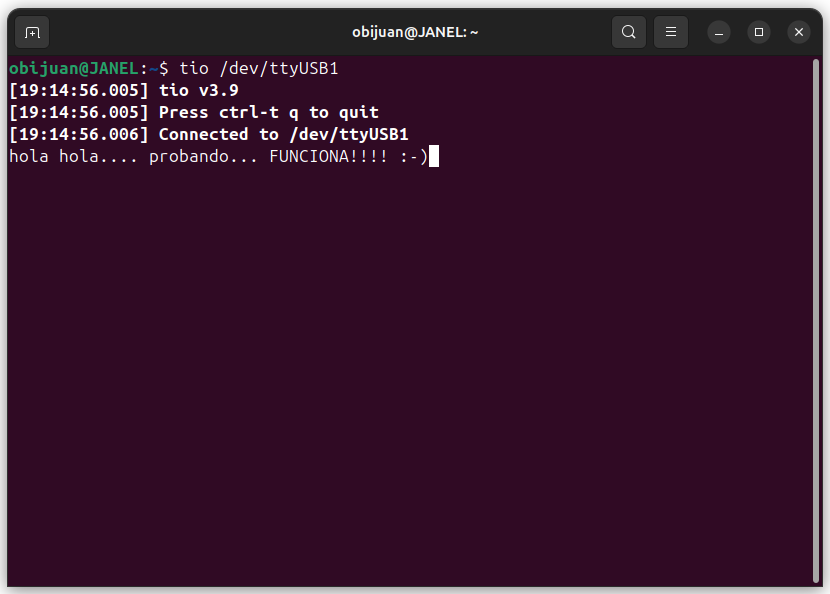 obijuan@JANEL: ~
obijuan@JANEL:~$ tio /dev/ttyUSB1
[19:14:56.005] tio v3.9
[19:14:56.005] Press ctrl-t q to quit
[19:14:56.006] Connected to /dev/ttyUSB1
hola hola.... probando... FUNCIONA!!!! :-)